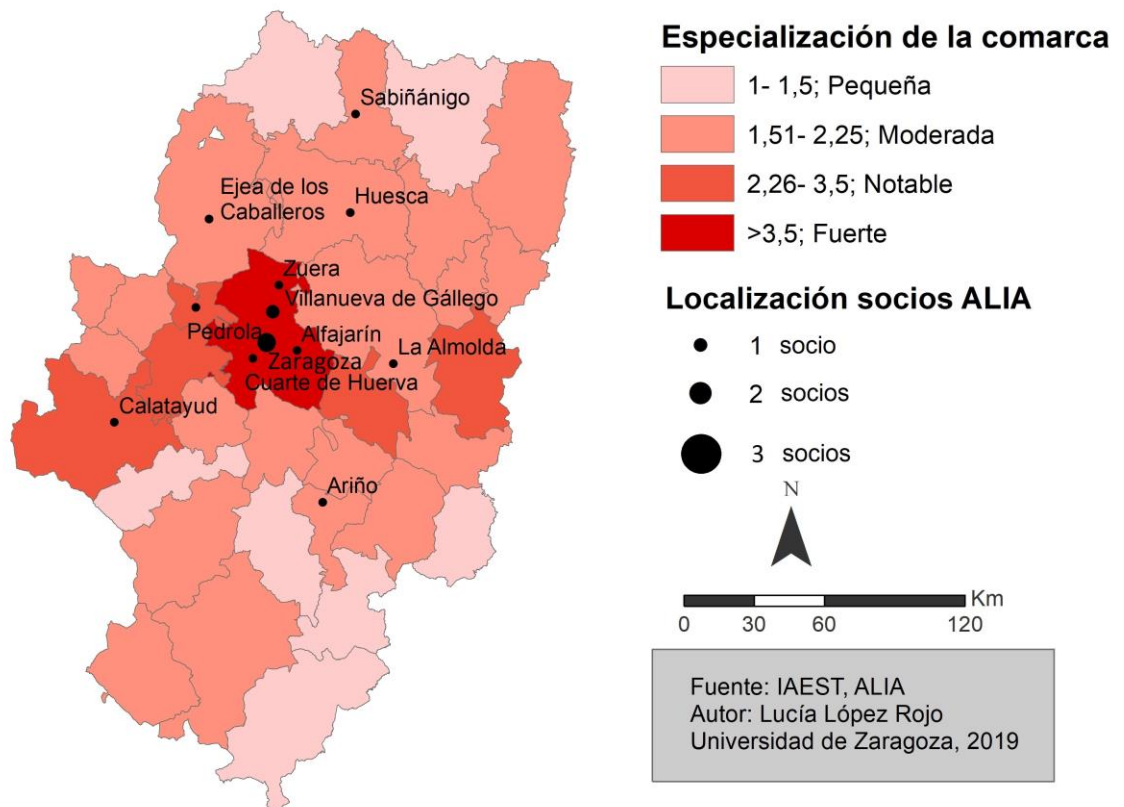 Sabiñánigo
Ejea de los
Caballeros
Huesca
Zuera
Villanueva de Gállego
Pedrola
Alfajarín
Zaragoza
La Almolda
Cuarte de Huerva
Calatayud
Ariño
Especialización de la comarca
1- 1,5; Pequeña
1,51- 2,25; Moderada
2,26- 3,5; Notable
>3,5; Fuerte
Localización socios ALIA
1 socio
2 socios
3 socios
N
Km
0 30 60 120
Fuente: IAEST, ALIA
Autor: Lucía López Rojo
Universidad de Zaragoza, 2019